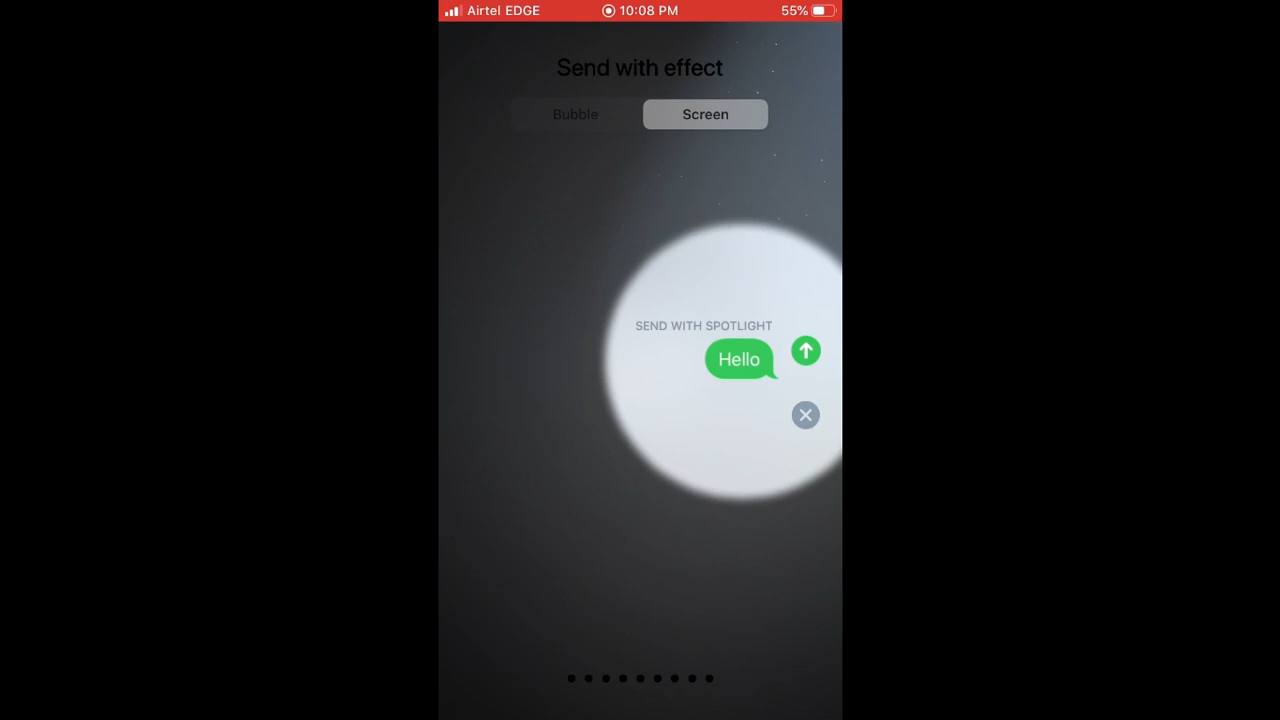 Airtel EDGE 10:08 PM 55%
Send with effect
Bubble Screen
SEND WITH SPOTLIGHT
Hello